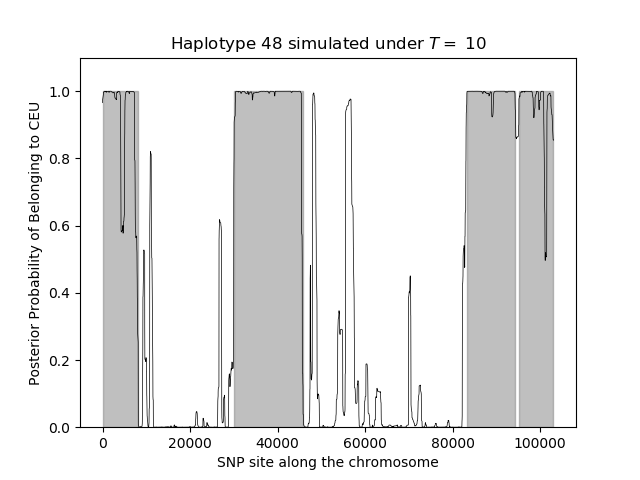 Haplotype 48 simulated under T = 10
Posterior Probability of Belonging to CEU
1.0
0.8
0.6
0.4
0.2
0.0
0 20000 40000 60000 80000 100000
SNP site along the chromosome